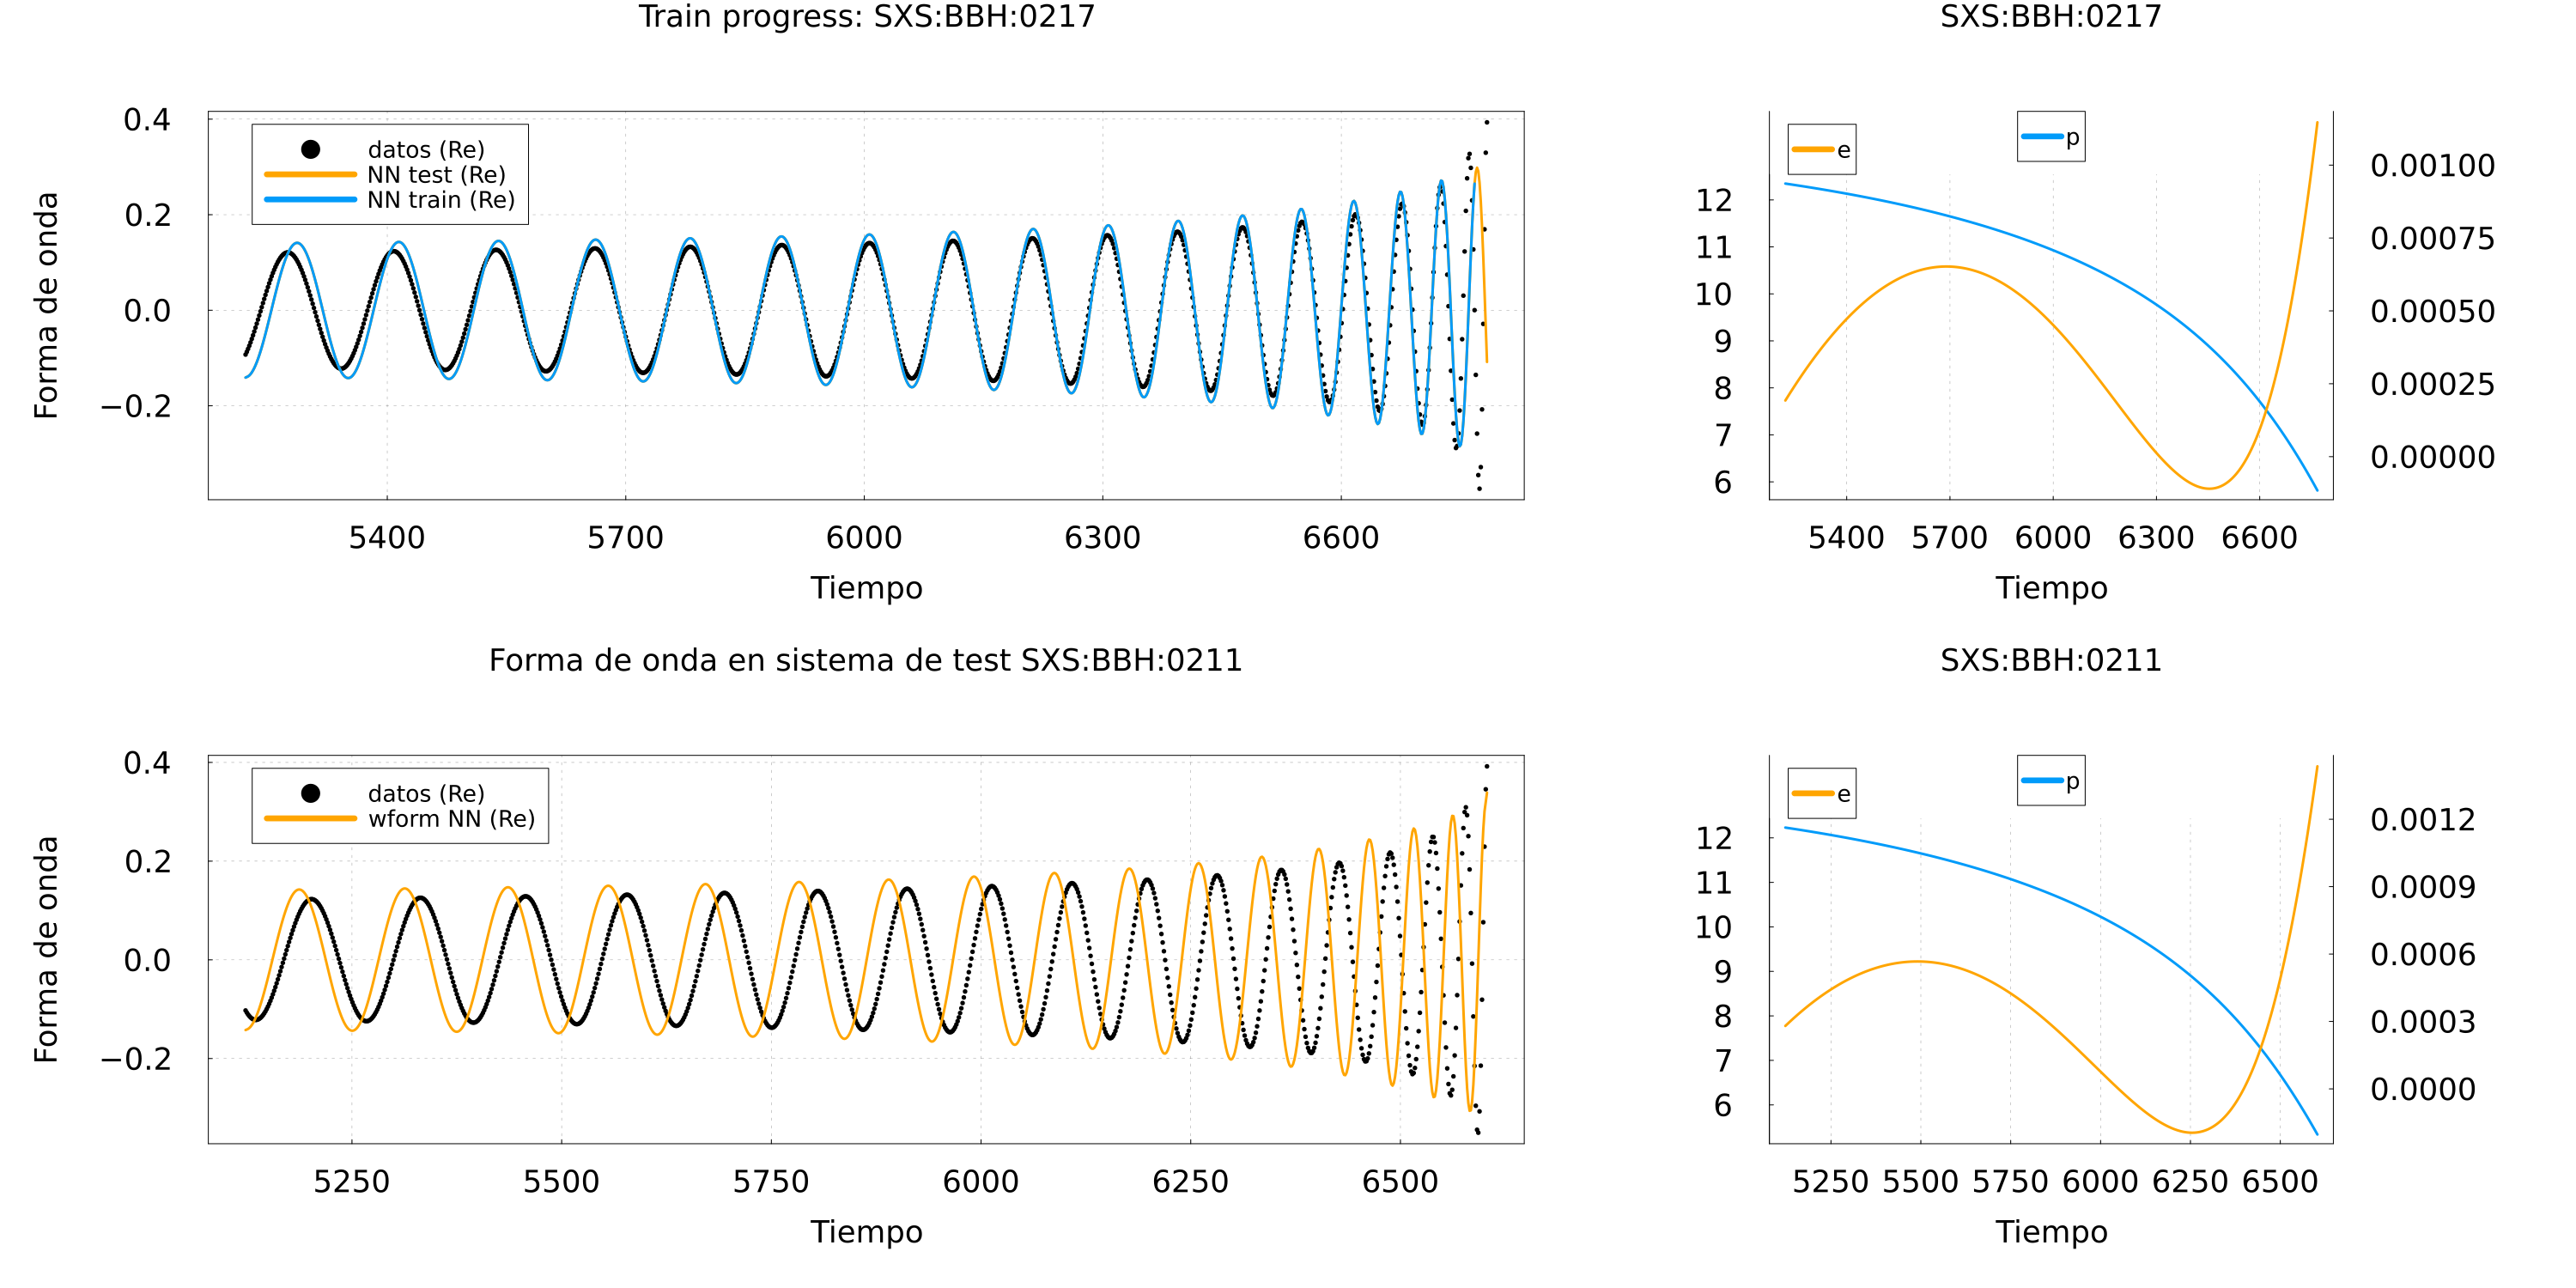 Train progress: SXS:BBH:0217
Forma de onda
0.4
0.2
0.0
−0.2
datos (Re)
NN test (Re)
NN train (Re)
5400 5700 6000 6300 6600
Tiempo
SXS:BBH:0217
e
p
12
11
10
9
8
7
6
0.00100
0.00075
0.00050
0.00025
0.00000
5400 5700 6000 6300 6600
Tiempo
Forma de onda en sistema de test SXS:BBH:0211
Forma de onda
0.4
0.2
0.0
−0.2
datos (Re)
wform NN (Re)
5250 5500 5750 6000 6250 6500
Tiempo
SXS:BBH:0211
e
p
12
11
10
9
8
7
6
0.0012
0.0009
0.0006
0.0003
0.0000
5250 5500 5750 6000 6250 6500
Tiempo